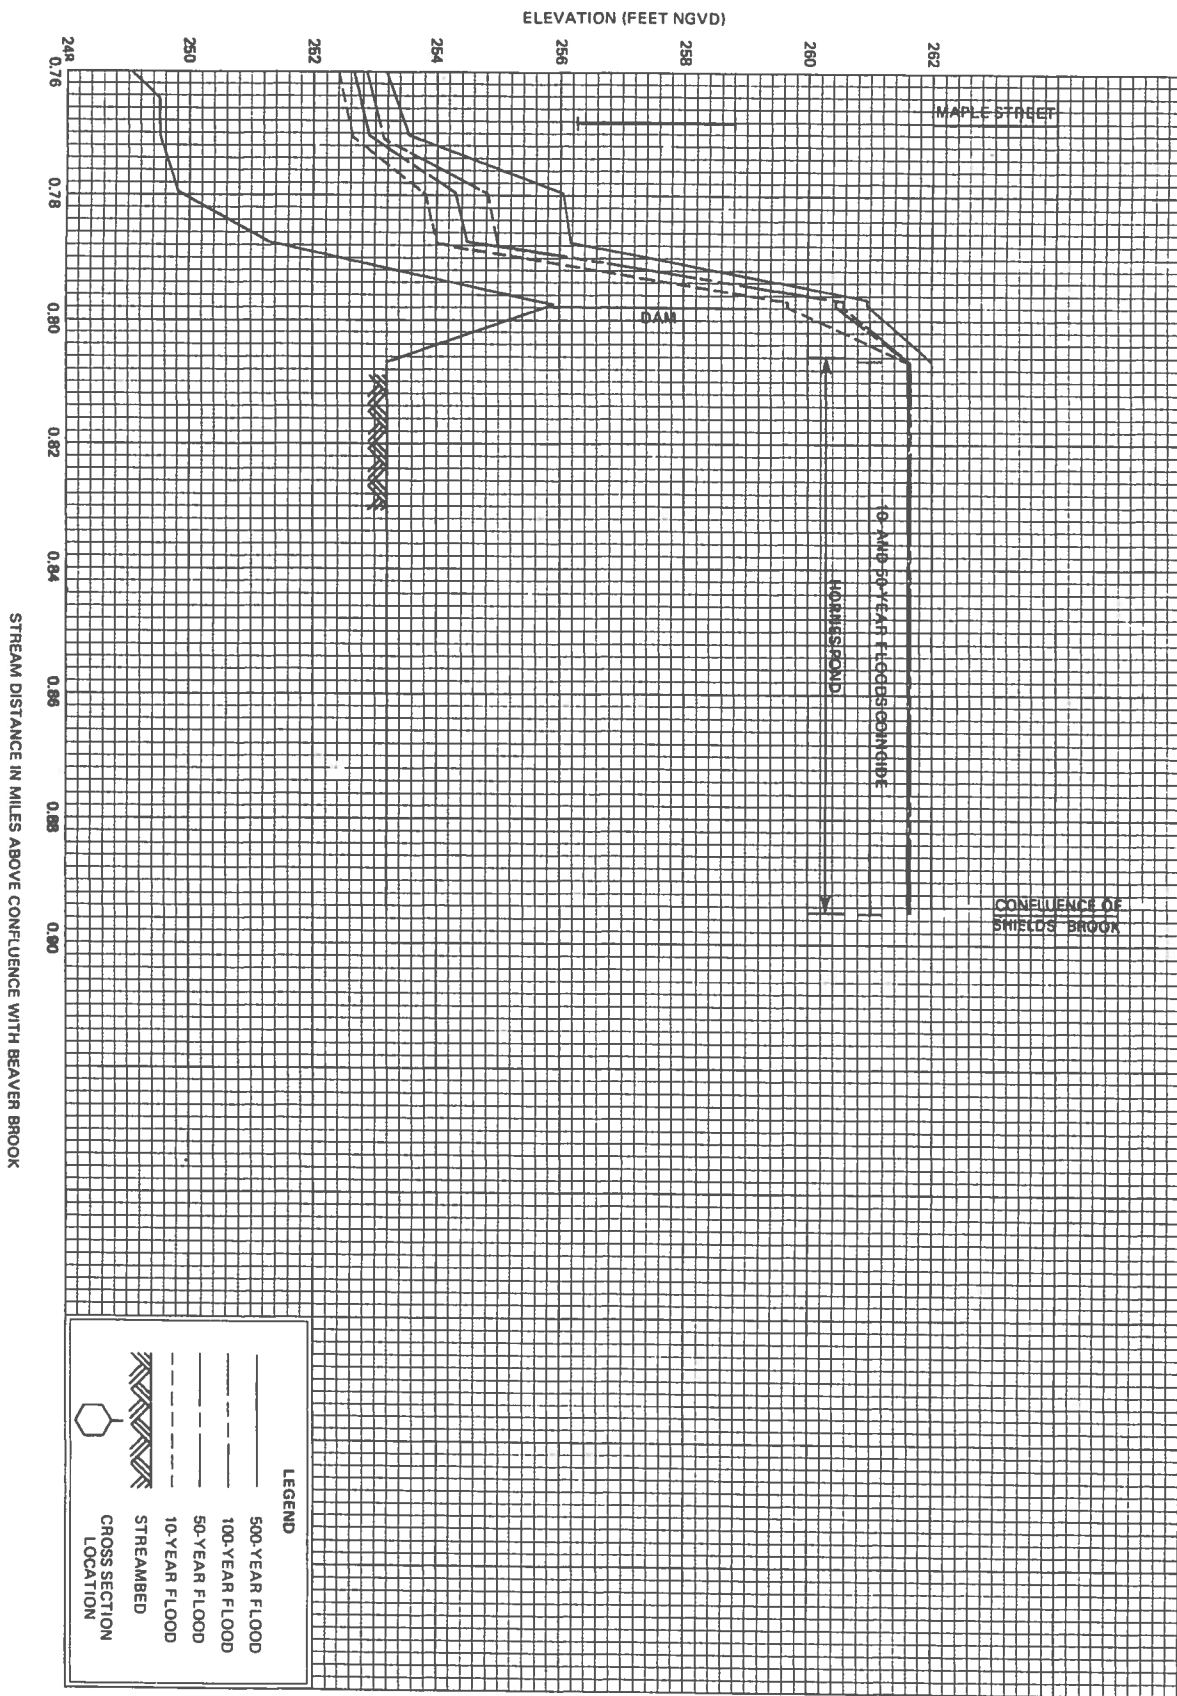 ELEVATION (FEET NGVD)
248
250
252
254
256
258
260
262
0.76
0.78
0.80
0.82
0.84
0.86
0.88
0.90
MAPLE STREET
DAM
10- AND 50-YEAR FLOODS COINCIDE
HORNES POND
CONFLUENCE OF
SHIELDS BROOK
STREAM DISTANCE IN MILES ABOVE CONFLUENCE WITH BEAVER BROOK
LEGEND
500-YEAR FLOOD
100-YEAR FLOOD
50-YEAR FLOOD
10-YEAR FLOOD
STREAMBED
CROSS SECTION
LOCATION